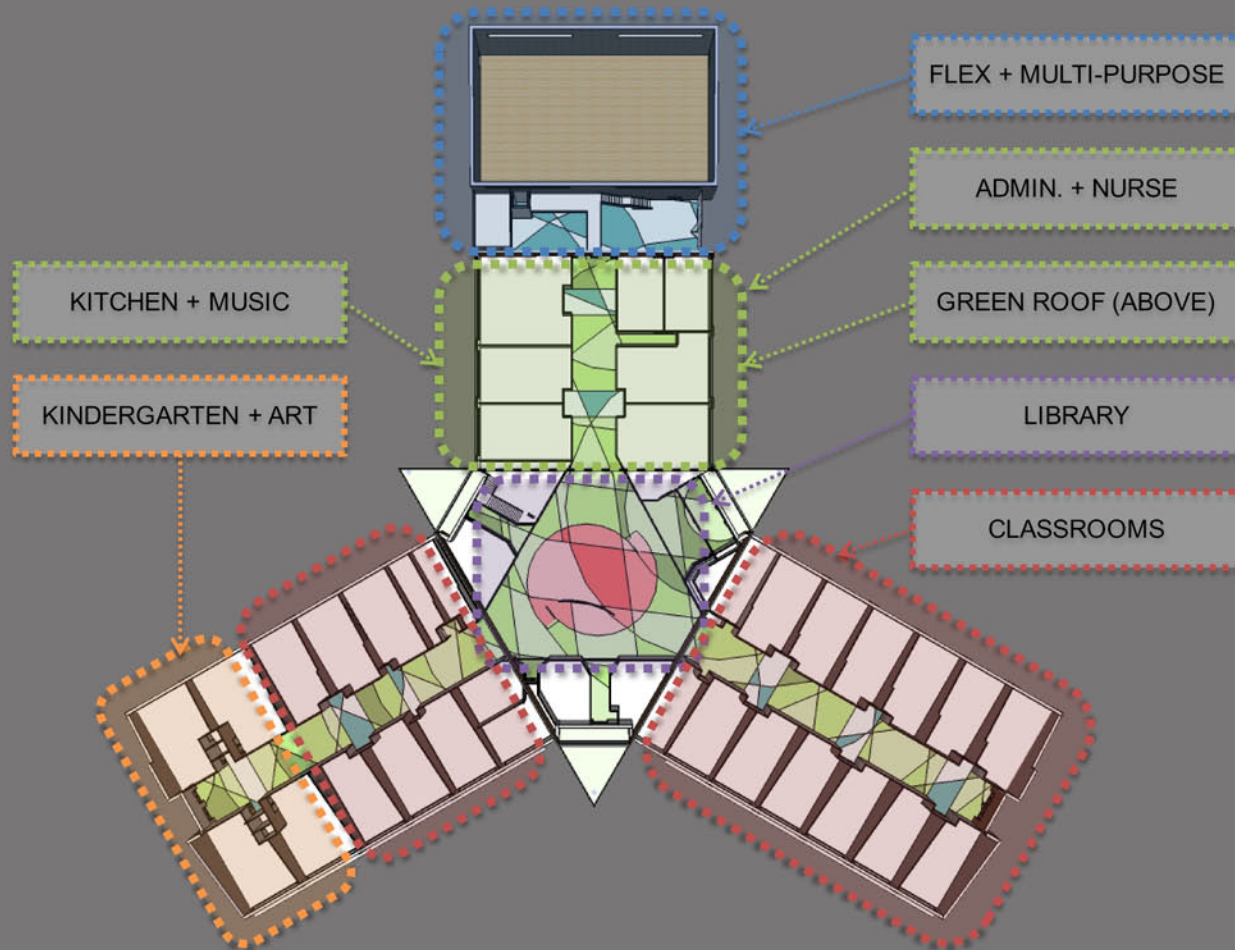 FLEX + MULTI-PURPOSE
ADMIN. + NURSE
KITCHEN + MUSIC
GREEN ROOF (ABOVE)
KINDERGARTEN + ART
LIBRARY
CLASSROOMS